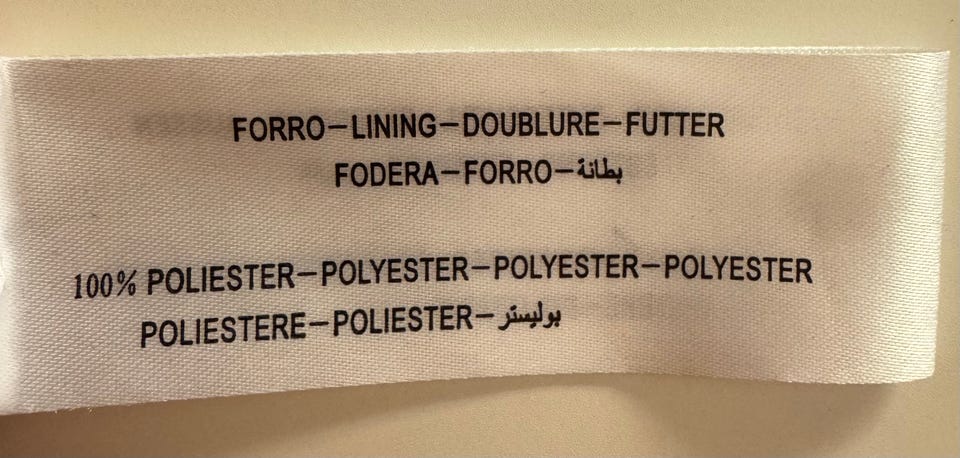 FORRO-LINING-DOUBLURE-FUTTER
FODERA-FORRO-بطانة
100% POLIESTER-POLYESTER-POLYESTER-POLYESTER
POLIESTERE-POLIESTER-بوليستر